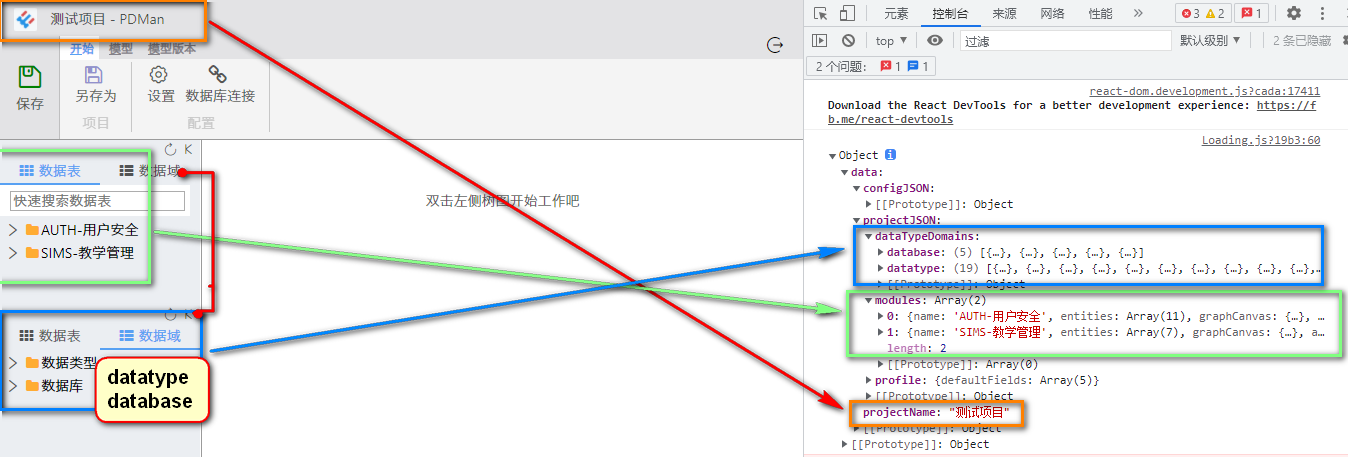 测试项目 - PDMan
开始 模型 模型版本
保存
另存为
设置 数据库连接
项目
配置
数据表 数据域
快速搜索数据表
AUTH-用户安全
SIMS-教学管理
双击左侧树图开始工作吧
数据表 数据域
数据类型
数据库
datatype
database
元素 控制台 来源 网络 性能 » 3 2 1
top ▼ 过滤 默认级别 ▼ 2 条已隐藏
2 个问题: 1 1
react-dom.development.js?cada:17411
Download the React DevTools for a better development experience: https://f
b.me/react-devtools
Loading.js?19b3:60
▼Object i
▼data:
▼configJSON:
▶[[Prototype]]: Object
▼projectJSON:
▼dataTypeDomains:
▶database: (5) [{…}, {…}, {…}, {…}, {…}]
▶datatype: (19) [{…}, {…}, {…}, {…}, {…}, {…}, {…}, {…}, {…}, {…},…
▶[[Prototype]]: Object
▼modules: Array(2)
▶0: {name: 'AUTH-用户安全', entities: Array(11), graphCanvas: {…}, …
▶1: {name: 'SIMS-教学管理', entities: Array(7), graphCanvas: {…}, a…
length: 2
▶[[Prototype]]: Array(0)
▶profile: {defaultFields: Array(5)}
▶[[Prototype]]: Object
projectName: "测试项目"
▶[[Prototype]]: Object
▶[[Prototype]]: Object